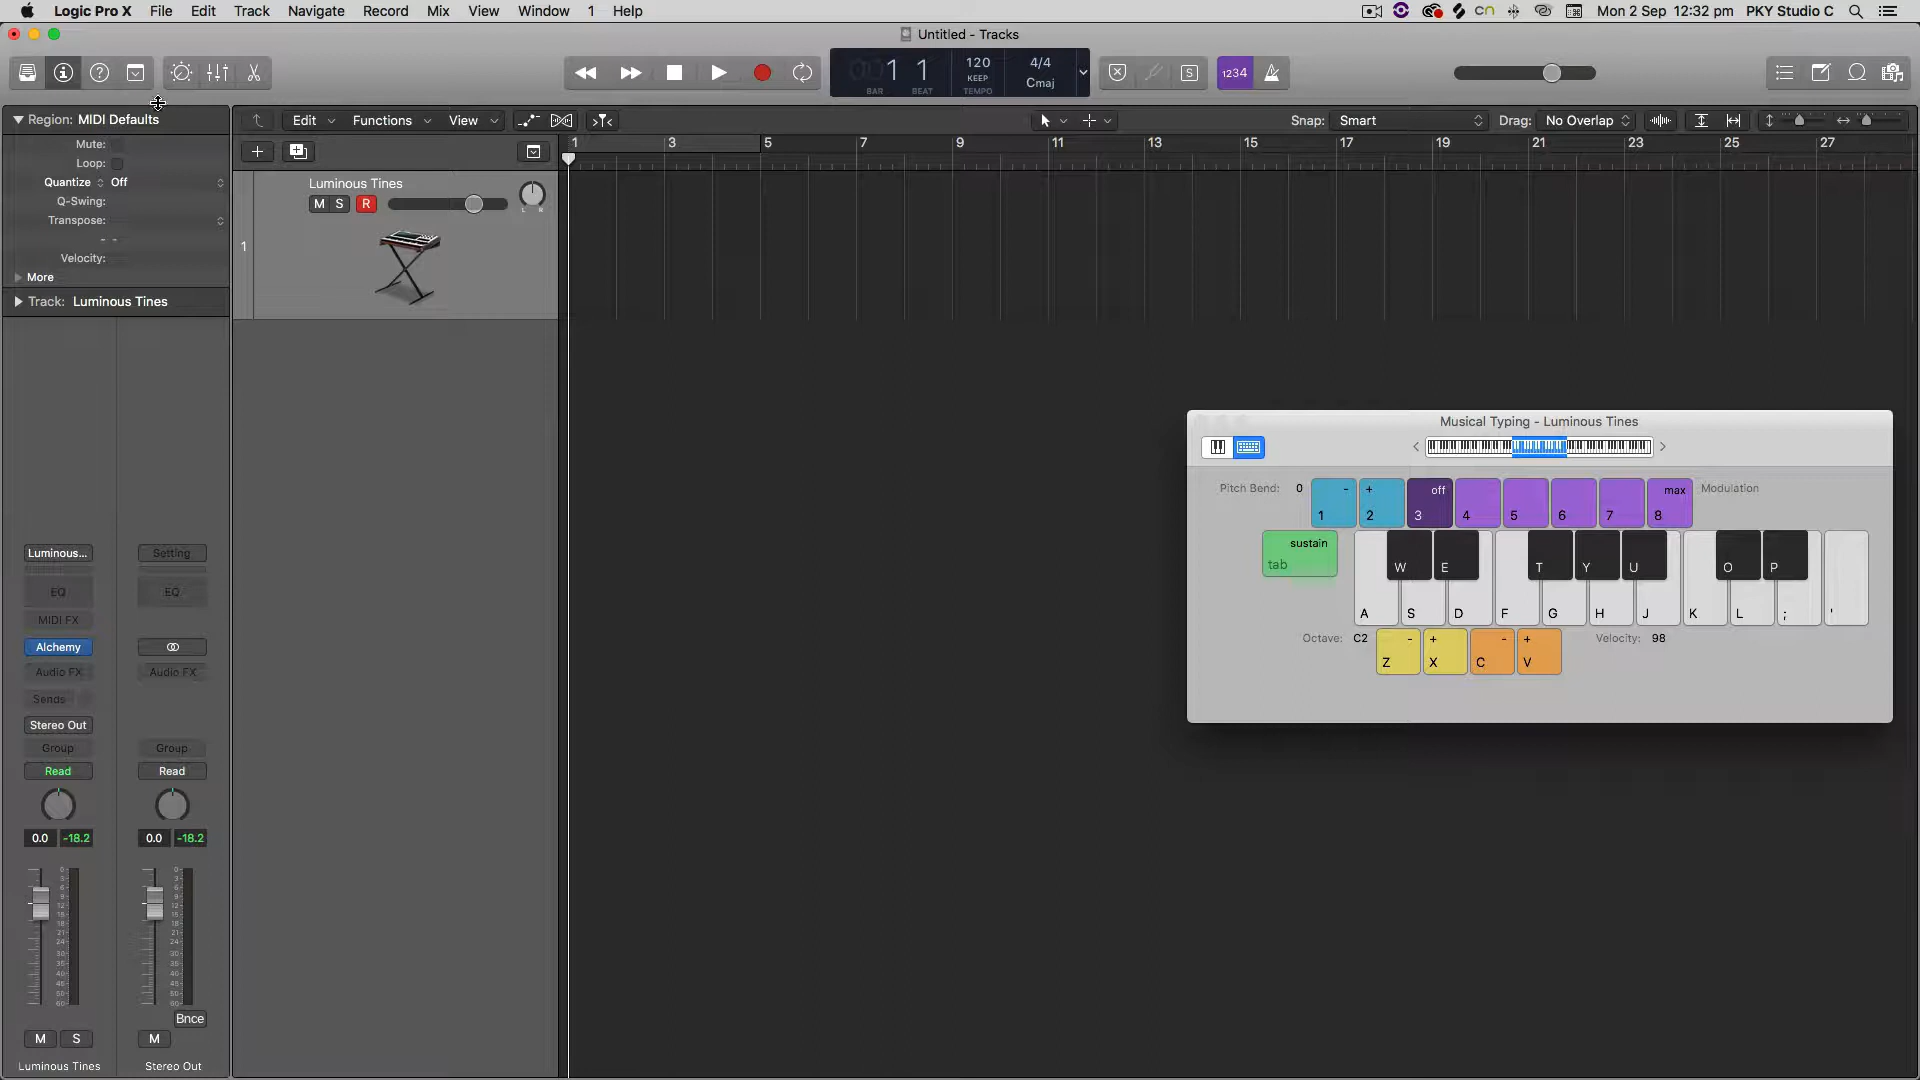 Logic Pro X File Edit Track Navigate Record Mix View Window 1 Help
Mon 2 Sep 12:32 pm PKY Studio C
Untitled - Tracks
1 1 120 4/4
KEEP Cmaj
BAR BEAT TEMPO
S 1234
Region: MIDI Defaults
Mute:
Loop:
Quantize Off
Q-Swing:
Transpose:
- -
Velocity:
More
Track: Luminous Tines
Edit Functions View
Snap: Smart Drag: No Overlap
1 3 5 7 9 11 13 15 17 19 21 23 25 27
1
Luminous Tines
M S R
L R
Musical Typing - Luminous Tines
Pitch Bend: 0 - + off max Modulation
1 2 3 4 5 6 7 8
sustain
tab
W E T Y U O P
A S D F G H J K L ; '
Octave: C2 - + - + Velocity: 98
Z X C V
Luminous... Setting
EQ EQ
MIDI FX
Alchemy
Audio FX Audio FX
Sends
Stereo Out
Group Group
Read Read
0.0 -18.2 0.0 -18.2
Bnce
M S M
Luminous Tines Stereo Out